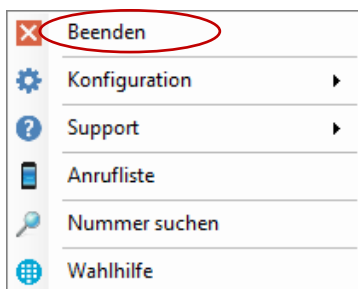 Beenden
Konfiguration
Support
Anrufliste
Nummer suchen
Wahlhilfe